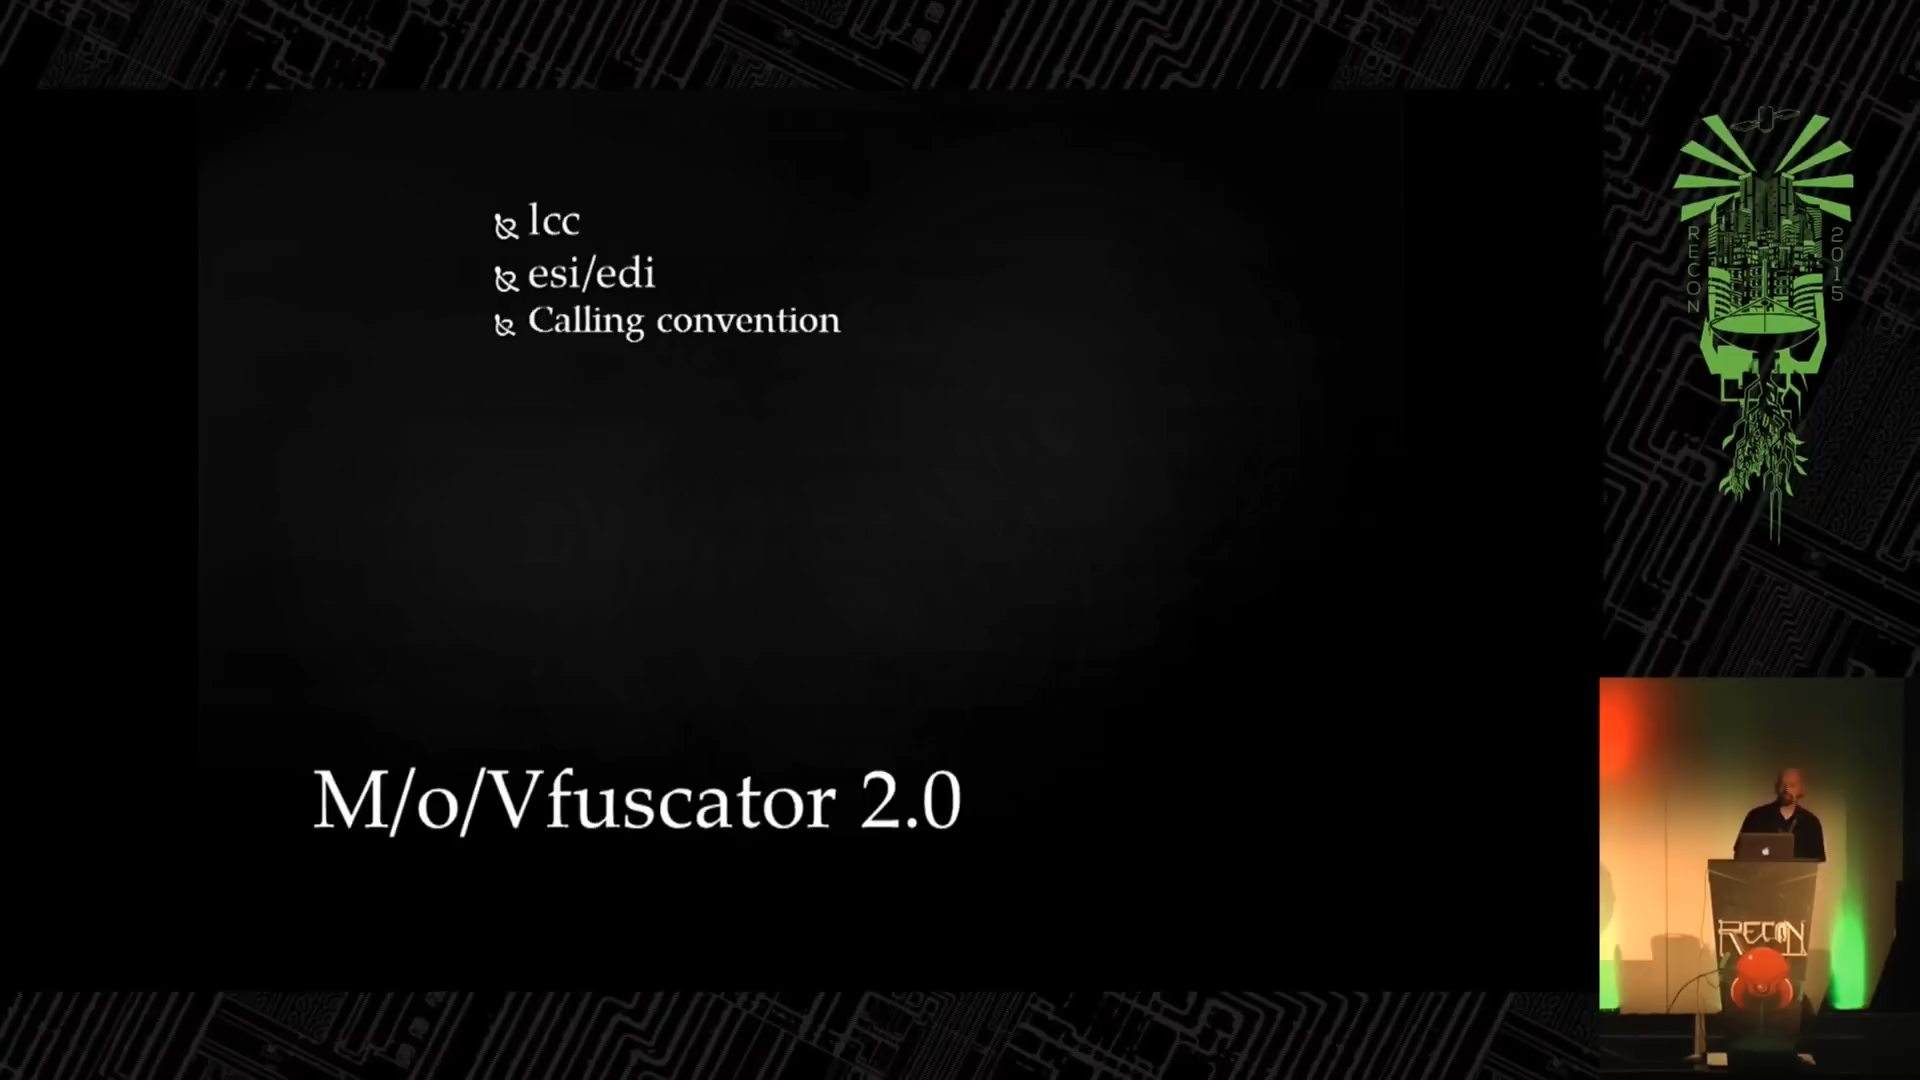 lcc
esi/edi
Calling convention
M/o/Vfuscator 2.0
RECON
2015
RECON